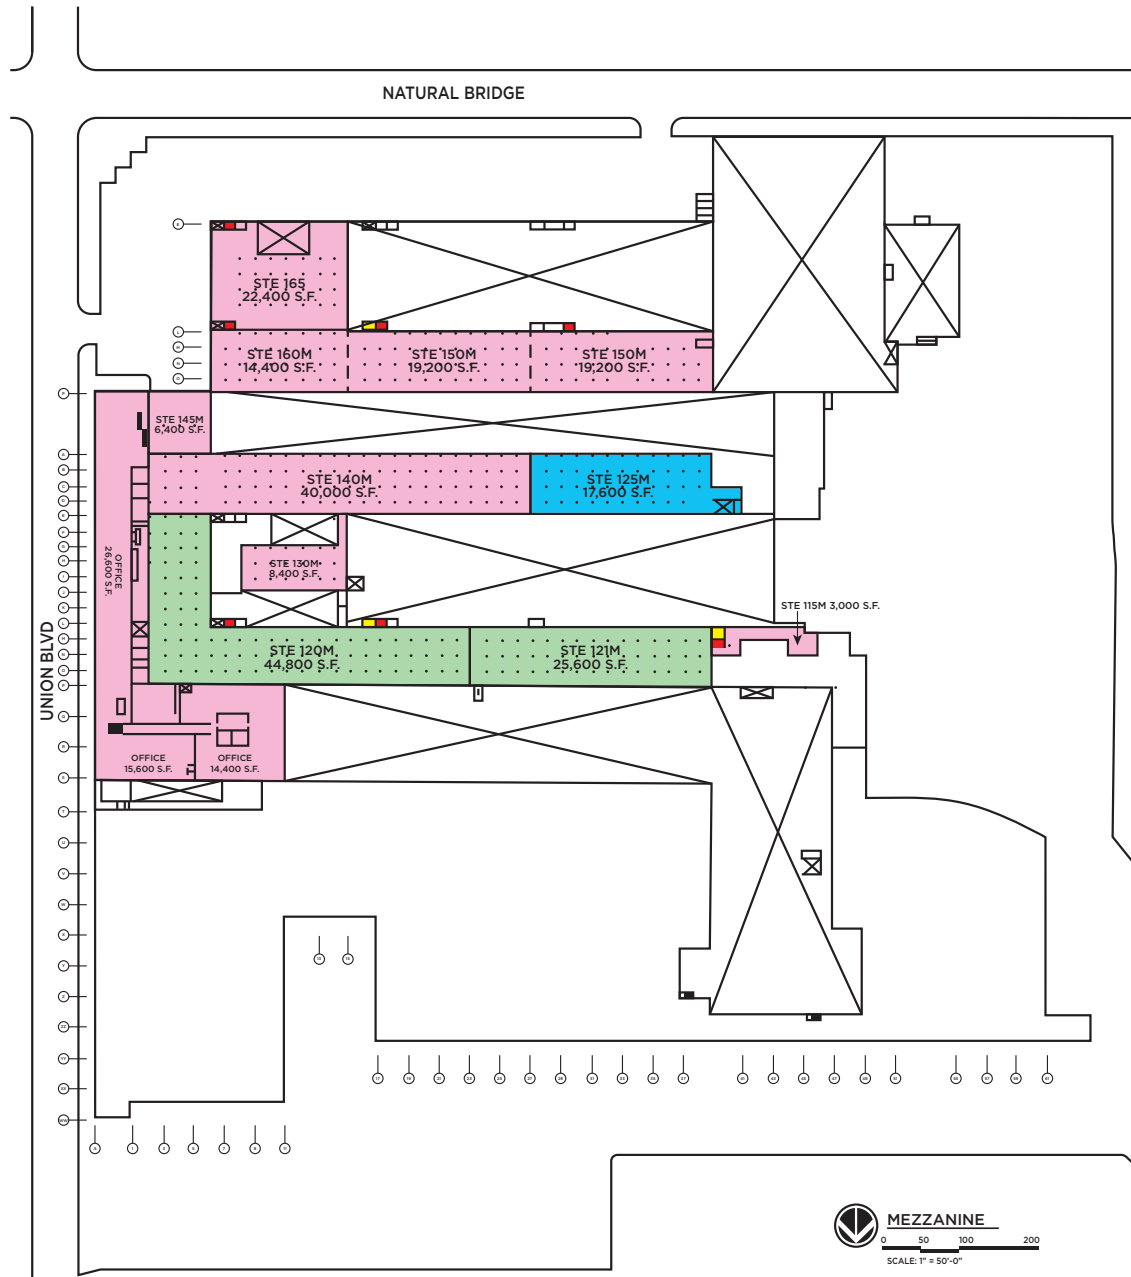 NATURAL BRIDGE
STE 165
22,400 S.F.
STE 160M
14,400 S.F.
STE 150M
19,200 S.F.
STE 150M
19,200 S.F.
STE 145M
6,400 S.F.
STE 140M
40,000 S.F.
STE 125M
17,600 S.F.
OFFICE
26,600 S.F.
STE 130M
8,400 S.F.
STE 115M 3,000 S.F.
UNION BLVD
STE 120M
44,800 S.F.
STE 121M
25,600 S.F.
OFFICE
15,600 S.F.
OFFICE
14,400 S.F.
MEZZANINE
0 50 100 200
SCALE: 1" = 50'-0"